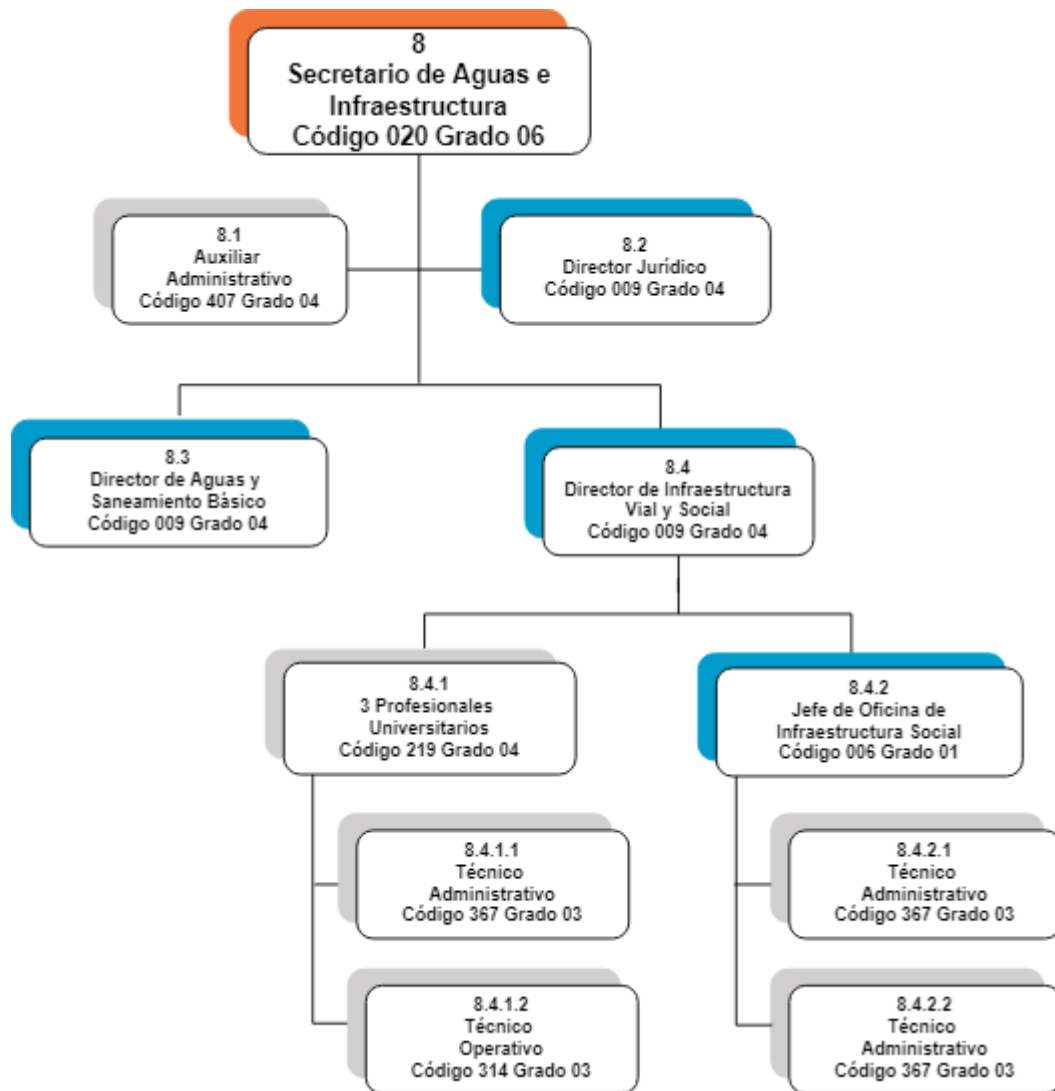 8
Secretario de Aguas e
Infraestructura
Código 020 Grado 06
8.1
Auxiliar
Administrativo
Código 407 Grado 04
8.2
Director Jurídico
Código 009 Grado 04
8.3
Director de Aguas y
Saneamiento Básico
Código 009 Grado 04
8.4
Director de Infraestructura
Vial y Social
Código 009 Grado 04
8.4.1
3 Profesionales
Universitarios
Código 219 Grado 04
8.4.2
Jefe de Oficina de
Infraestructura Social
Código 006 Grado 01
8.4.1.1
Técnico
Administrativo
Código 367 Grado 03
8.4.2.1
Técnico
Administrativo
Código 367 Grado 03
8.4.1.2
Técnico
Operativo
Código 314 Grado 03
8.4.2.2
Técnico
Administrativo
Código 367 Grado 03